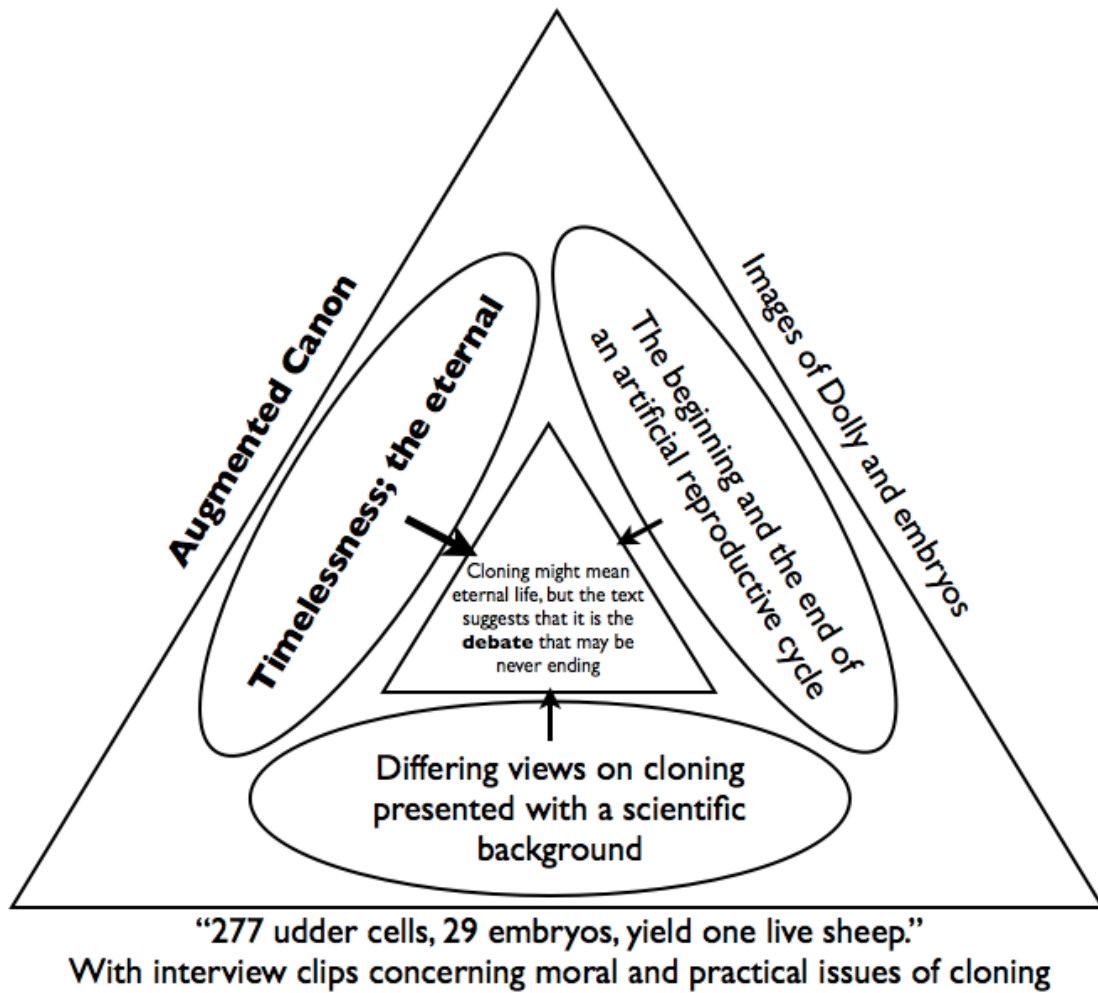 Augmented Canon
Timelessness; the eternal
Images of Dolly and embryos
The beginning and the end of
an artificial reproductive cycle
Cloning might mean
eternal life, but the text
suggests that it is the
debate that may be
never ending
Differing views on cloning
presented with a scientific
background
“277 udder cells, 29 embryos, yield one live sheep.”
With interview clips concerning moral and practical issues of cloning